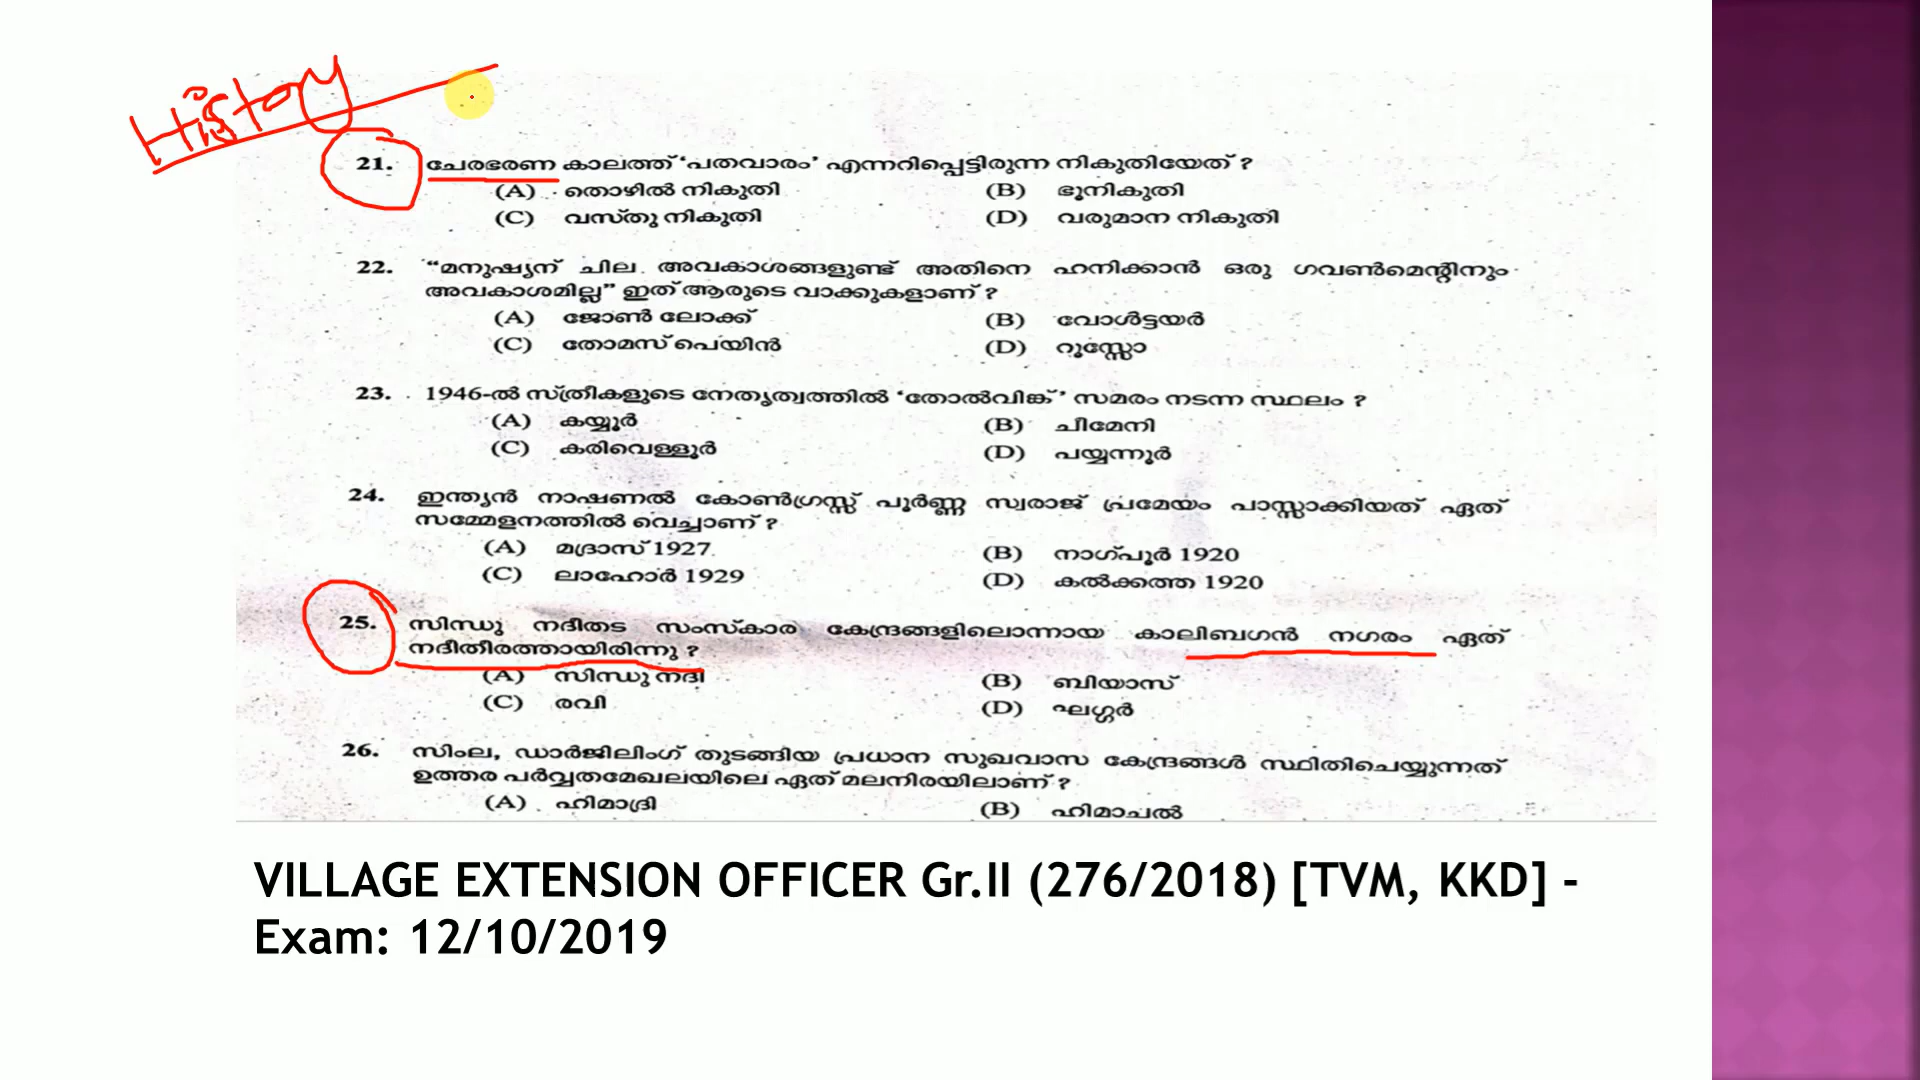 History
21. ചേരഭരണ കാലത്ത് ‘പതവാരം’ എന്നറിപ്പെട്ടിരുന്ന നികുതിയേത് ?
(A) തൊഴിൽ നികുതി (B) ഭൂനികുതി
(C) വസ്തു നികുതി (D) വരുമാന നികുതി
22. “മനുഷ്യന് ചില അവകാശങ്ങളുണ്ട് അതിനെ ഹനിക്കാൻ ഒരു ഗവൺമെന്റിനും
അവകാശമില്ല” ഇത് ആരുടെ വാക്കുകളാണ് ?
(A) ജോൺ ലോക്ക് (B) വോൾട്ടയർ
(C) തോമസ് പെയിൻ (D) റൂസ്സോ
23. 1946-ൽ സ്ത്രീകളുടെ നേതൃത്വത്തിൽ ‘തോൽവിങ്ക്’ സമരം നടന്ന സ്ഥലം ?
(A) കയ്യൂർ (B) ചീമേനി
(C) കരിവെള്ളൂർ (D) പയ്യന്നൂർ
24. ഇന്ത്യൻ നാഷണൽ കോൺഗ്രസ്സ് പൂർണ്ണ സ്വരാജ് പ്രമേയം പാസ്സാക്കിയത് ഏത്
സമ്മേളനത്തിൽ വെച്ചാണ് ?
(A) മദ്രാസ് 1927 (B) നാഗ്പൂർ 1920
(C) ലാഹോർ 1929 (D) കൽക്കത്ത 1920
25. സിന്ധു നദീതട സംസ്കാര കേന്ദ്രങ്ങളിലൊന്നായ കാലിബഗൻ നഗരം ഏത്
നദീതീരത്തായിരിന്നു ?
(A) സിന്ധു നദി (B) ബിയാസ്
(C) രവി (D) ഘഗ്ഗർ
26. സിംല, ഡാർജിലിംഗ് തുടങ്ങിയ പ്രധാന സുഖവാസ കേന്ദ്രങ്ങൾ സ്ഥിതിചെയ്യുന്നത്
ഉത്തര പർവ്വതമേഖലയിലെ ഏത് മലനിരയിലാണ് ?
(A) ഹിമാദ്രി (B) ഹിമാചൽ
VILLAGE EXTENSION OFFICER Gr.II (276/2018) [TVM, KKD] -
Exam: 12/10/2019